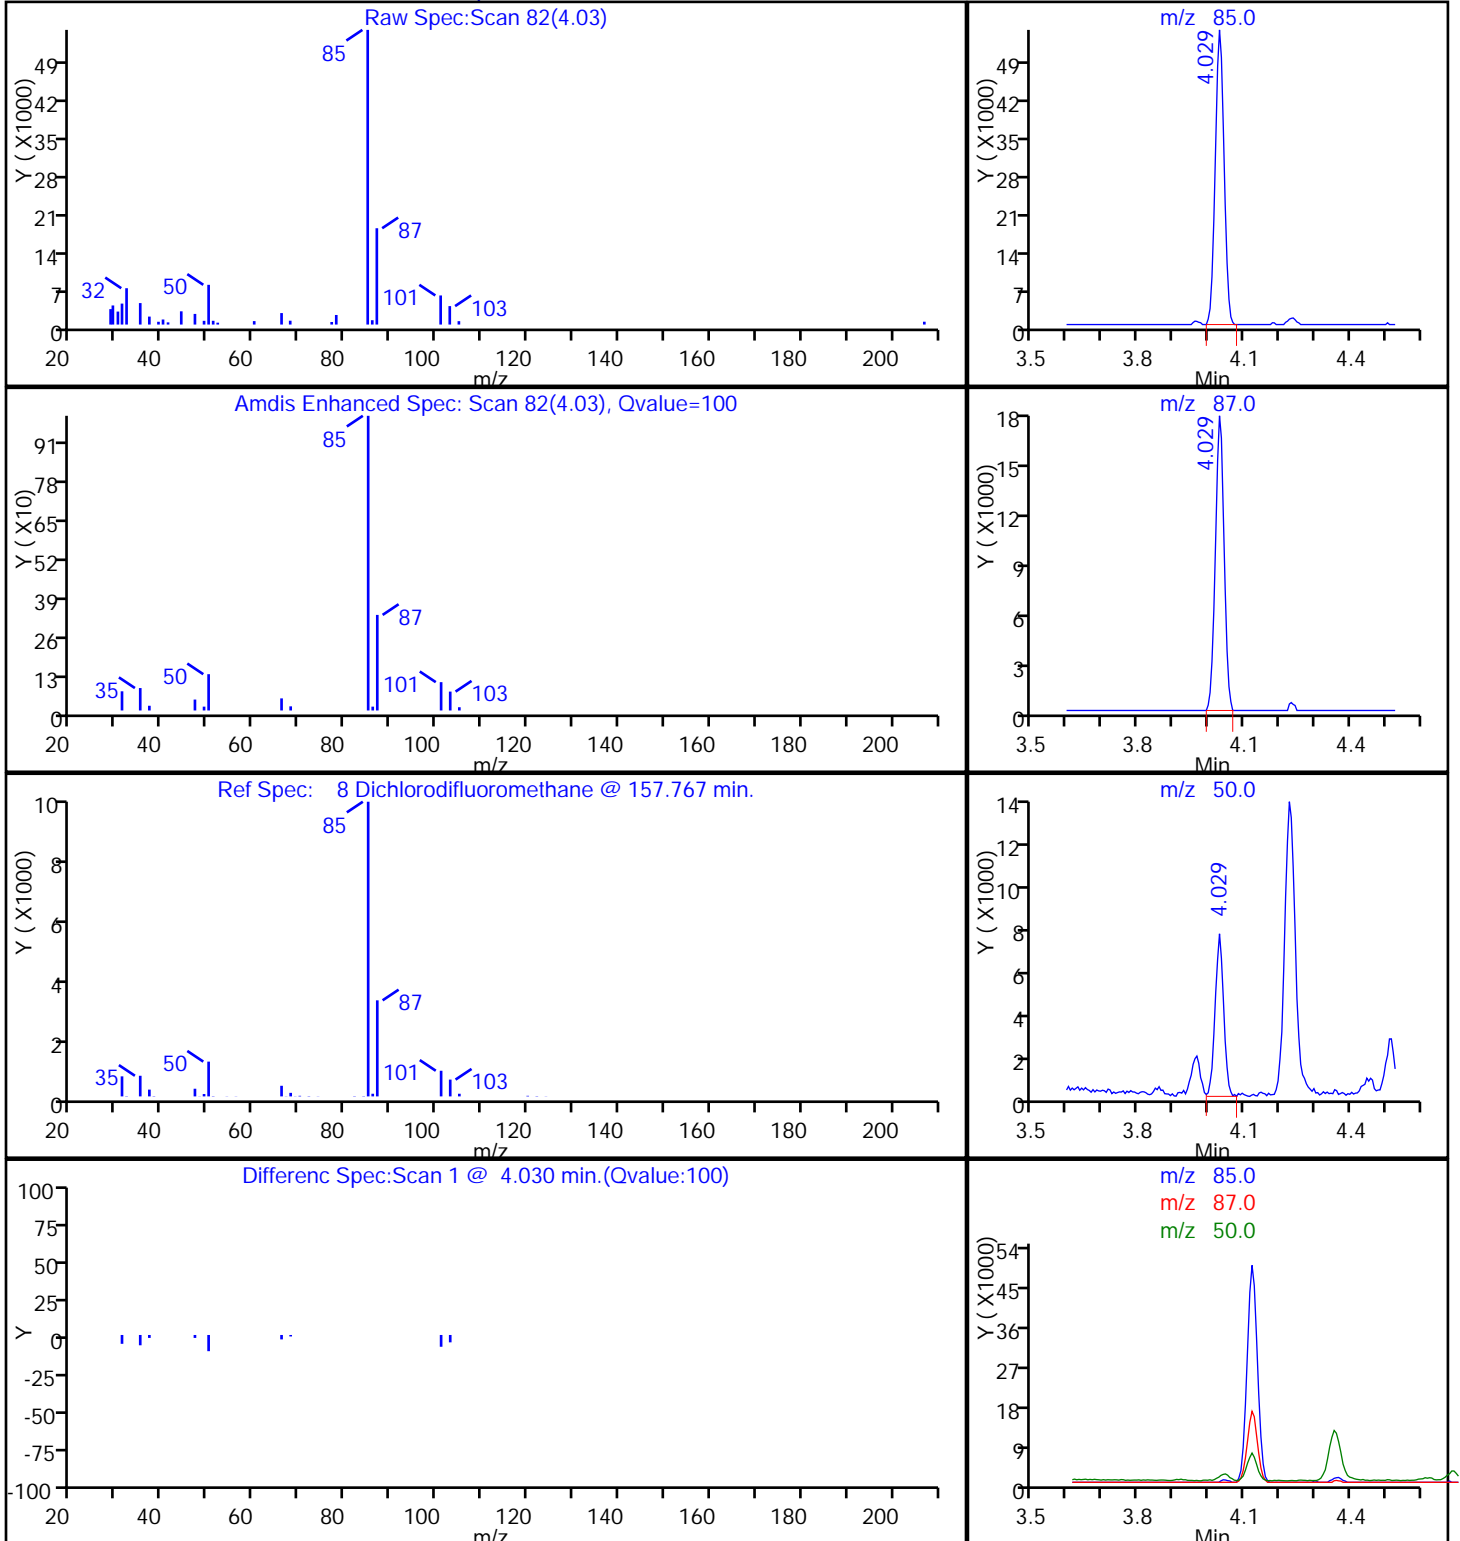 Raw Spec:Scan 82(4.03)
Y ( X1000)
49
42
35
28
21
14
7
0
85
87
32
50
101
103
20 40 60 80 100 120 140 160 180 200
m/z
m/z 85.0
Y ( X1000)
49
42
35
28
21
14
7
0
4.029
3.5 3.8 4.1 4.4
Min
Amdis Enhanced Spec: Scan 82(4.03), Qvalue=100
Y ( X10)
91
78
65
52
39
26
13
0
85
87
35
50
101
103
20 40 60 80 100 120 140 160 180 200
m/z
m/z 87.0
Y ( X1000)
18
15
12
9
6
3
0
4.029
3.5 3.8 4.1 4.4
Min
Ref Spec: 8 Dichlorodifluoromethane @ 157.767 min.
Y ( X1000)
10
8
6
4
2
0
85
87
35
50
101
103
20 40 60 80 100 120 140 160 180 200
m/z
m/z 50.0
Y ( X1000)
14
12
10
8
6
4
2
0
4.029
3.5 3.8 4.1 4.4
Min
Differenc Spec:Scan 1 @ 4.030 min.(Qvalue:100)
Y
100
75
50
25
0
-25
-50
-75
-100
20 40 60 80 100 120 140 160 180 200
m/z
m/z 85.0
m/z 87.0
m/z 50.0
Y ( X1000)
54
45
36
27
18
9
0
3.5 3.8 4.1 4.4
Min